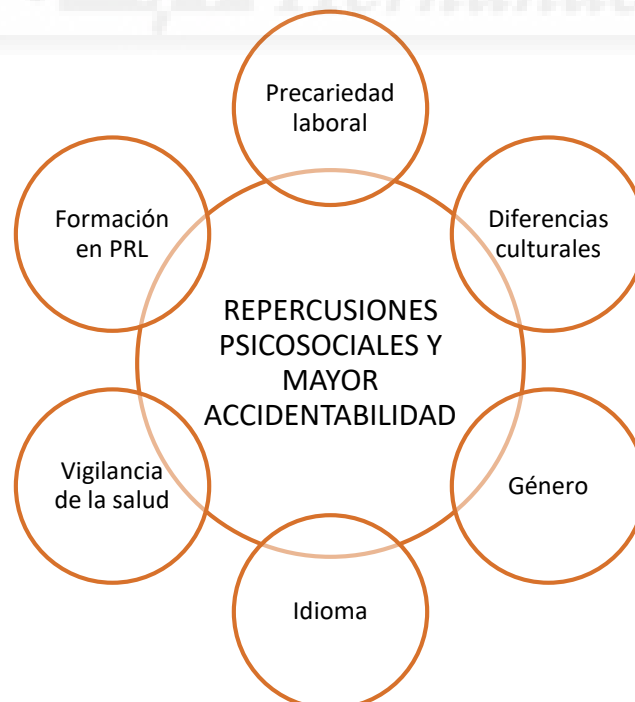 Precariedad
laboral
Diferencias
culturales
Género
Idioma
Vigilancia
de la salud
Formación
en PRL
REPERCUSIONES
PSICOSOCIALES Y
MAYOR
ACCIDENTABILIDAD